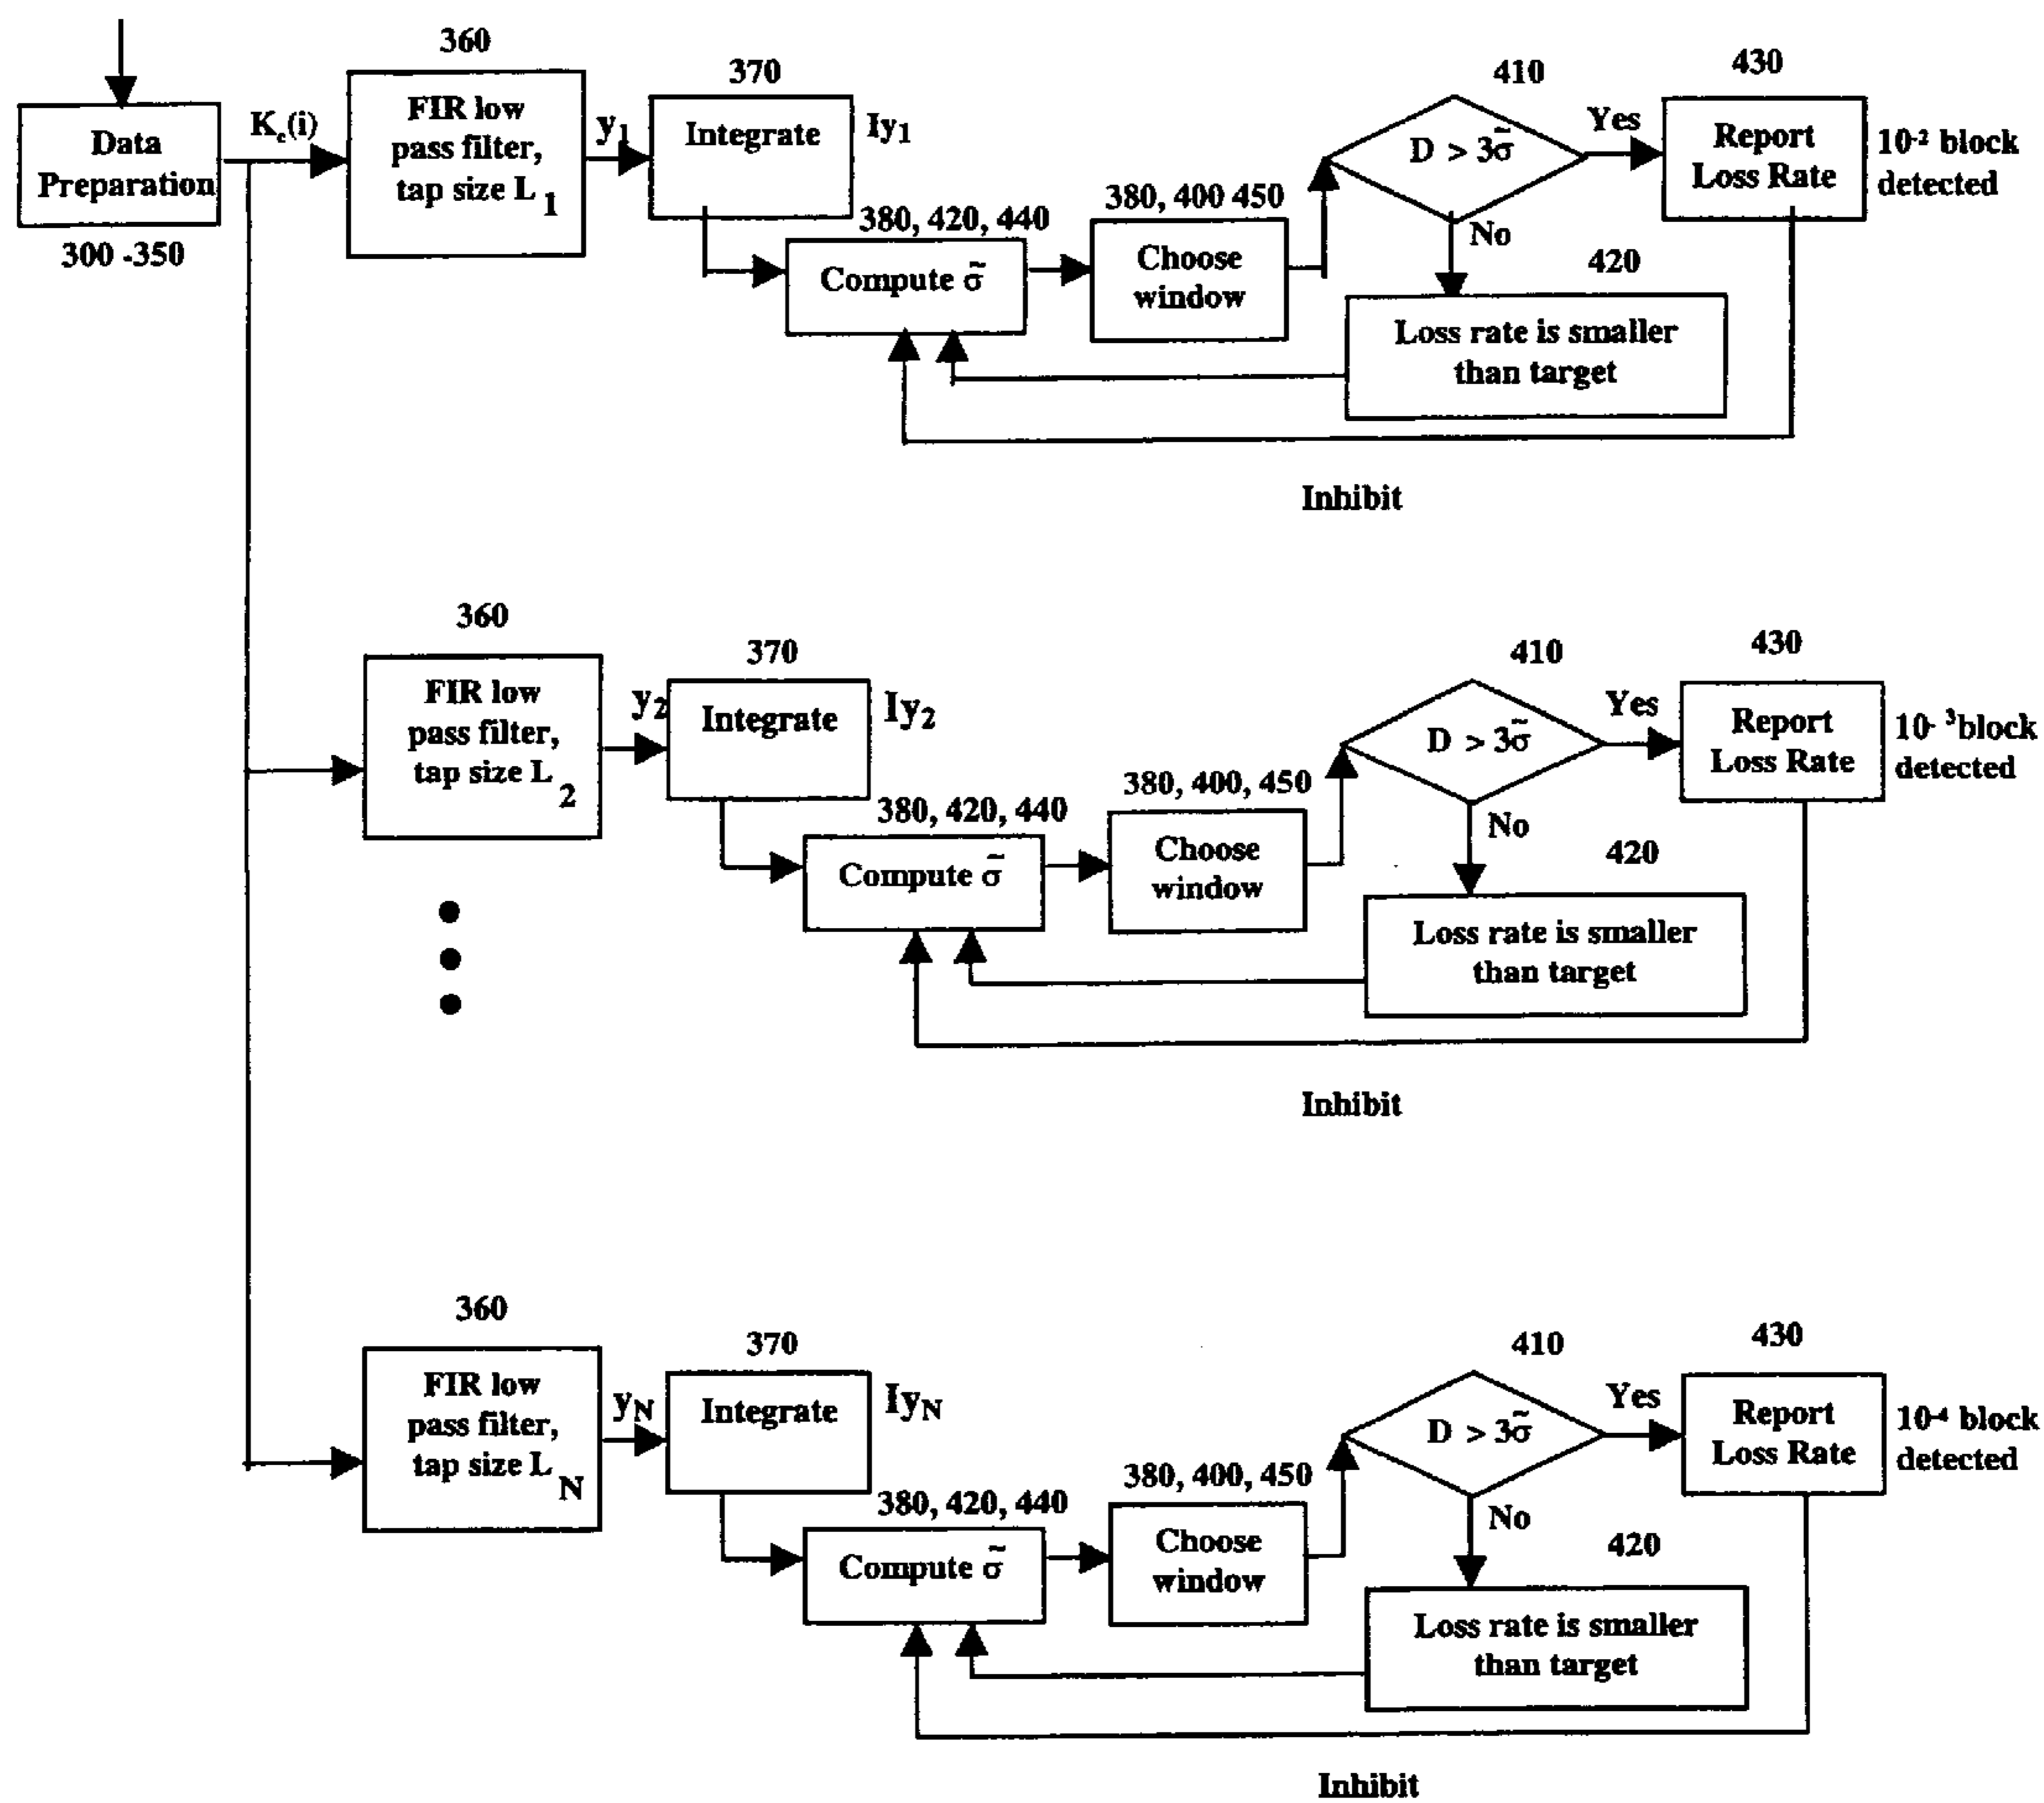 360
FIR low
pass filter,
tap size L 1
370
Integrate
410
D > 3σ̃
430
Report
Loss Rate
Data
Preparation
300 -350
Kc(i)
y1
Iy1
Yes
10-2 block
detected
380, 420, 440
Compute σ̃
380, 400 450
Choose
window
No
420
Loss rate is smaller
than target
Inhibit
360
FIR low
pass filter,
tap size L 2
y2
370
Integrate
Iy2
380, 420, 440
Compute σ̃
380, 400, 450
Choose
window
410
D > 3σ̃
Yes
430
Report
Loss Rate
10- 3block
detected
No
420
Loss rate is smaller
than target
Inhibit
360
FIR low
pass filter,
tap size L N
yN
370
Integrate
IyN
380, 420, 440
Compute σ̃
380, 400, 450
Choose
window
410
D > 3σ̃
Yes
430
Report
Loss Rate
10-4 block
detected
No
420
Loss rate is smaller
than target
Inhibit